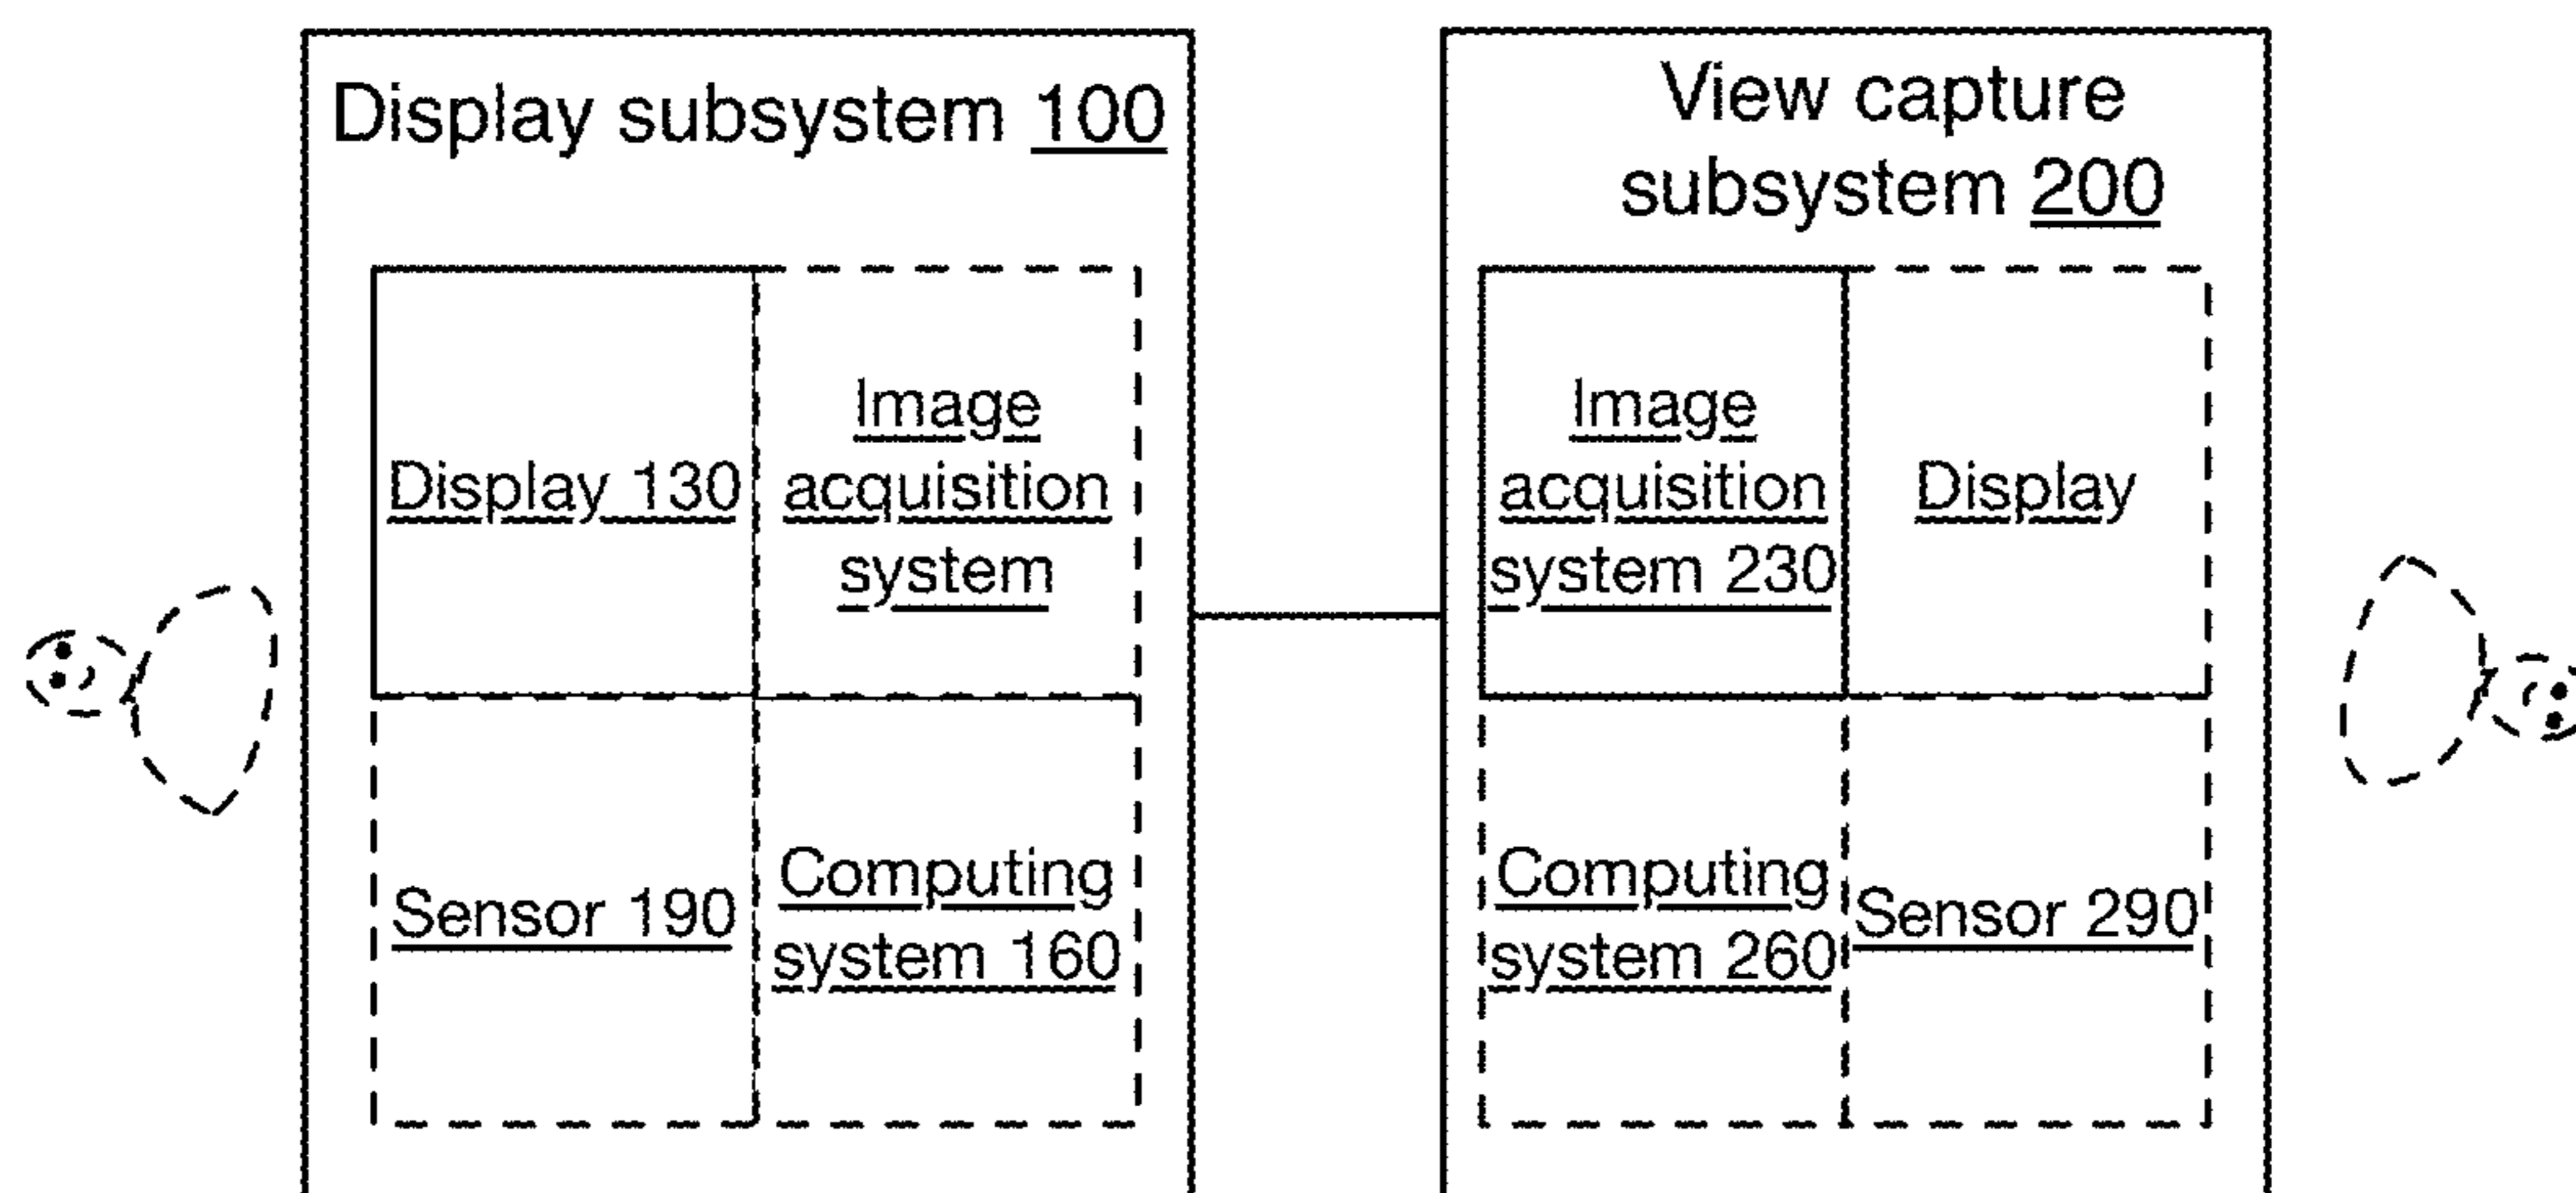 Display subsystem 100
Display 130
Image
acquisition
system
Sensor 190
Computing
system 160
View capture
subsystem 200
Image
acquisition
system 230
Display
Computing
system 260
Sensor 290